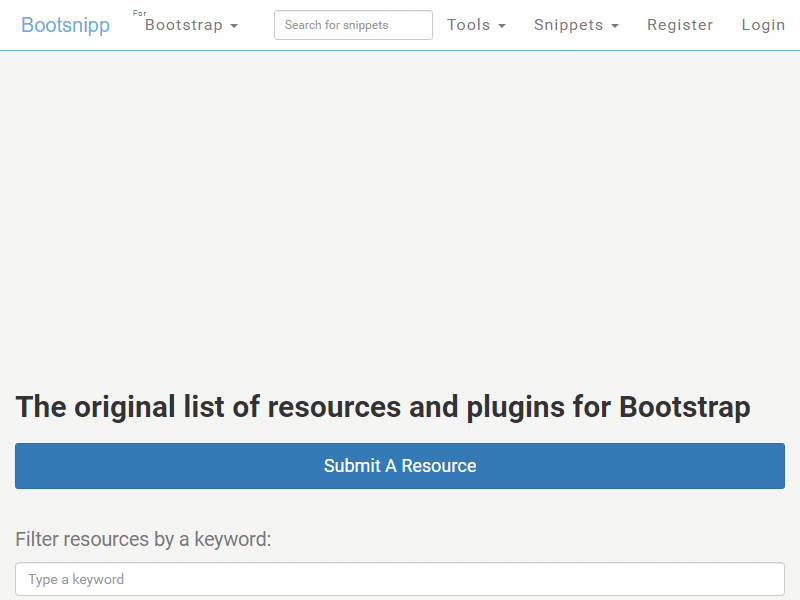 Bootsnipp For Bootstrap Search for snippets Tools Snippets Register Login
The original list of resources and plugins for Bootstrap
Submit A Resource
Filter resources by a keyword:
Type a keyword